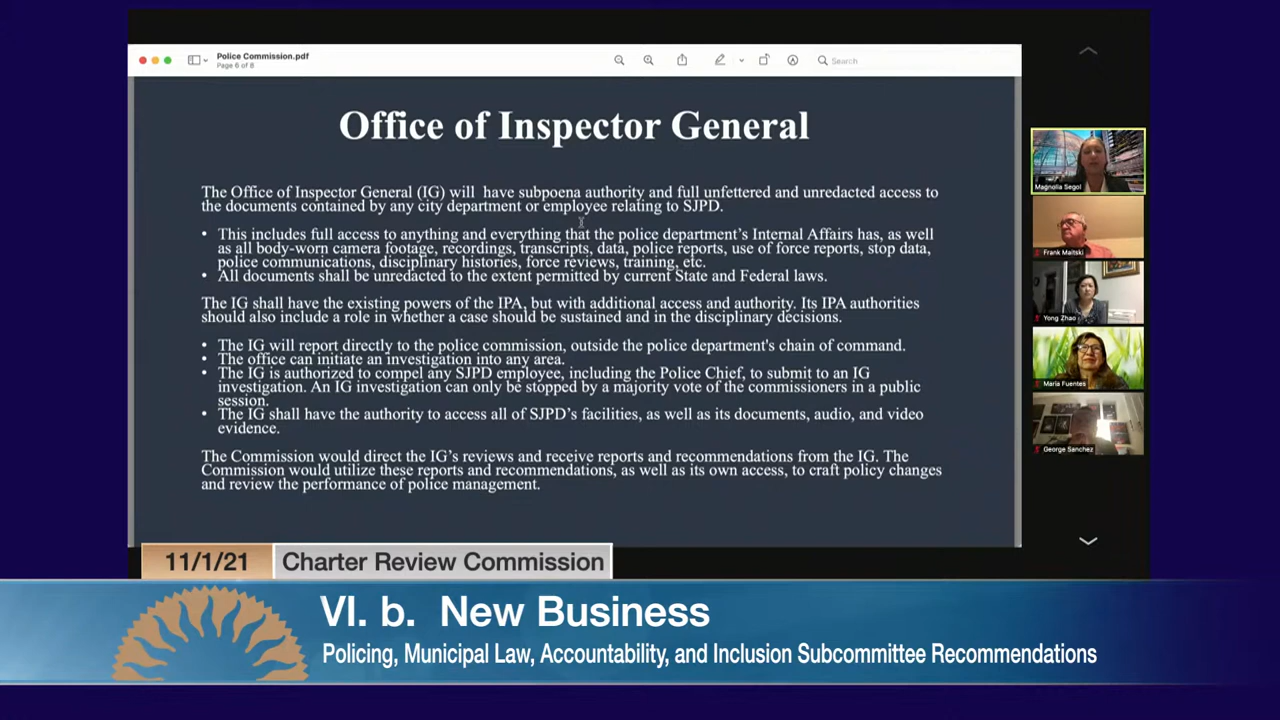 Police Commission.pdf
Page 6 of 8
Search
Office of Inspector General
The Office of Inspector General (IG) will have subpoena authority and full unfettered and unredacted access to
the documents contained by any city department or employee relating to SJPD.
• This includes full access to anything and everything that the police department's Internal Affairs has, as well
as all body-worn camera footage, recordings, transcripts, data, police reports, use of force reports, stop data,
police communications, disciplinary histories, force reviews, training, etc.
• All documents shall be unredacted to the extent permitted by current State and Federal laws.
The IG shall have the existing powers of the IPA, but with additional access and authority. Its IPA authorities
should also include a role in whether a case should be sustained and in the disciplinary decisions.
• The IG will report directly to the police commission, outside the police department's chain of command.
• The office can initiate an investigation into any area.
• The IG is authorized to compel any SJPD employee, including the Police Chief, to submit to an IG
investigation. An IG investigation can only be stopped by a majority vote of the commissioners in a public
session.
• The IG shall have the authority to access all of SJPD's facilities, as well as its documents, audio, and video
evidence.
The Commission would direct the IG's reviews and receive reports and recommendations from the IG. The
Commission would utilize these reports and recommendations, as well as its own access, to craft policy changes
and review the performance of police management.
Magnolia Segol
Frank Maitski
Yong Zhao
Maria Fuentes
George Sanchez
11/1/21 Charter Review Commission
VI. b. New Business
Policing, Municipal Law, Accountability, and Inclusion Subcommittee Recommendations